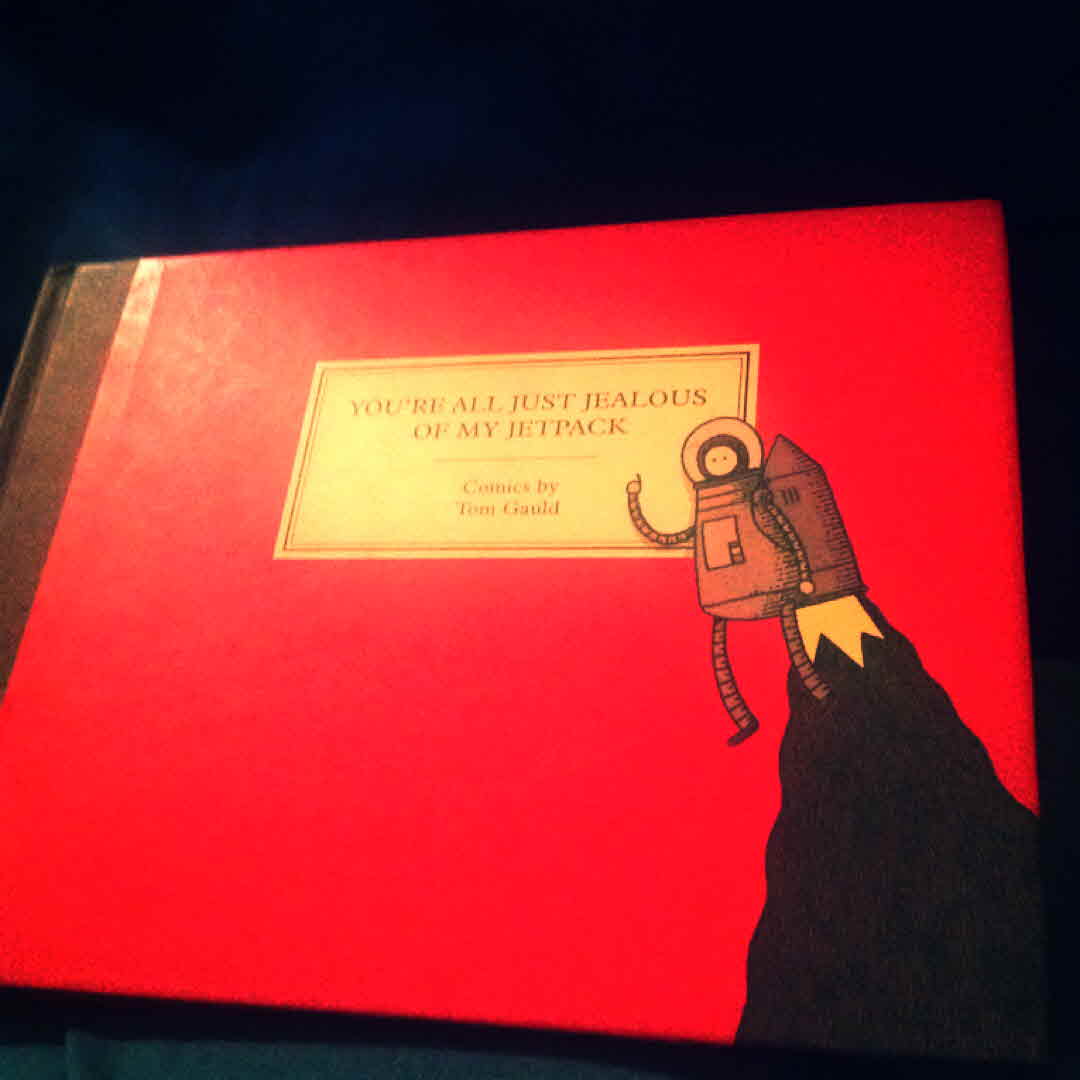 YOU'RE ALL JUST JEALOUS
OF MY JETPACK
Comics by
Tom Gauld